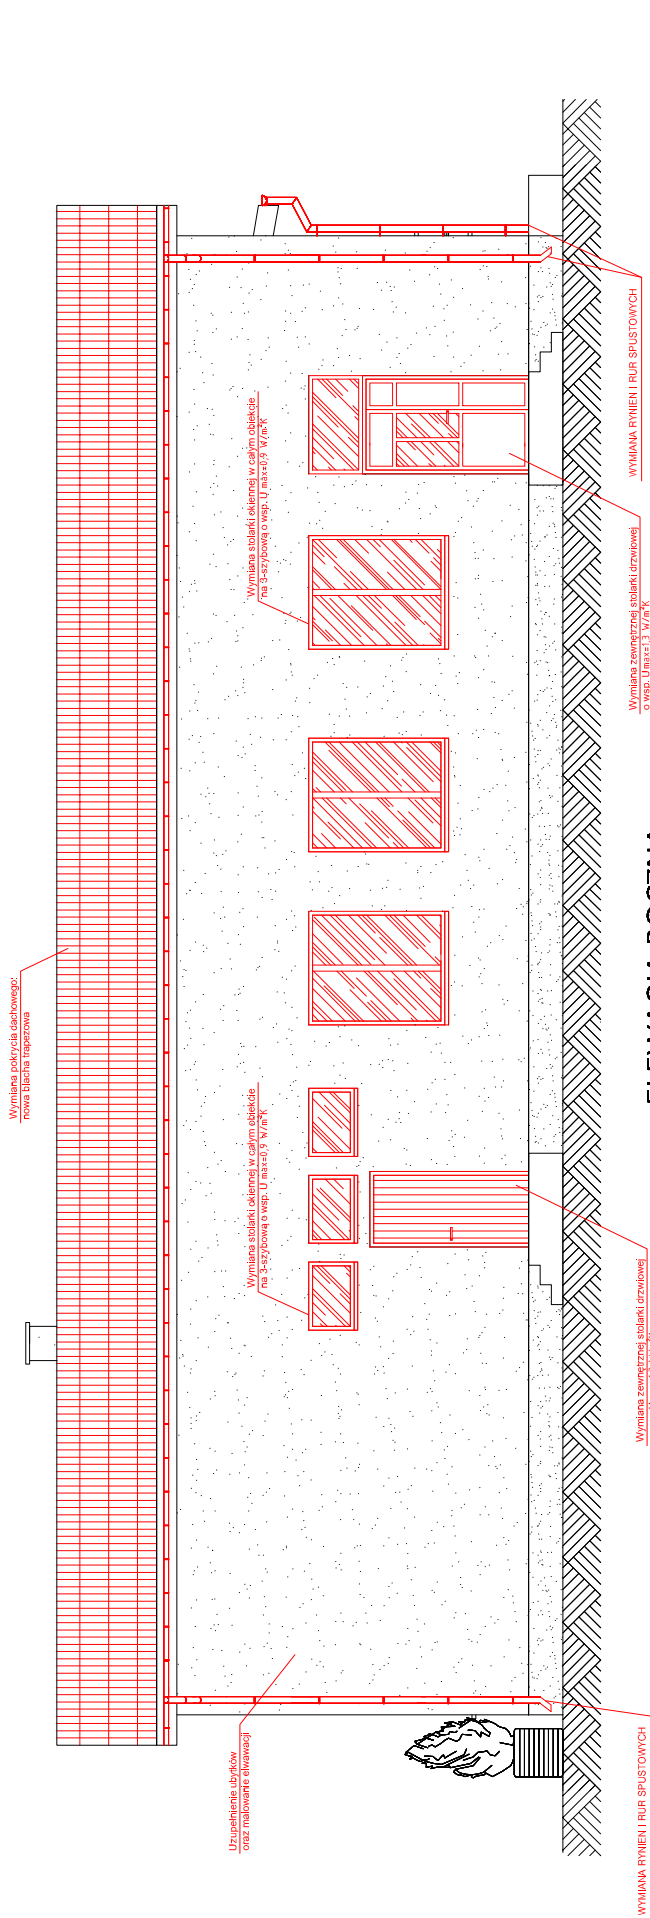 Wymiana pokrycia dachowego:
nowa blacha trapezowa
Uzupełnienie ubytków
oraz malowanie elwawacji
Wymiana stolarki okiennej w całym obiekcie
na 3-szybową o wsp. U max=0,9 W/m²K
Wymiana stolarki okiennej w całym obiekcie
na 3-szybową o wsp. U max=0,9 W/m²K
WYMIANA RYNIEN I RUR SPUSTOWYCH
Wymiana zewnętrznej stolarki drzwiowej
Wymiana zewnętrznej stolarki drzwiowej
o wsp. U max=1.3 W/m²K
WYMIANA RYNIEN I RUR SPUSTOWYCH